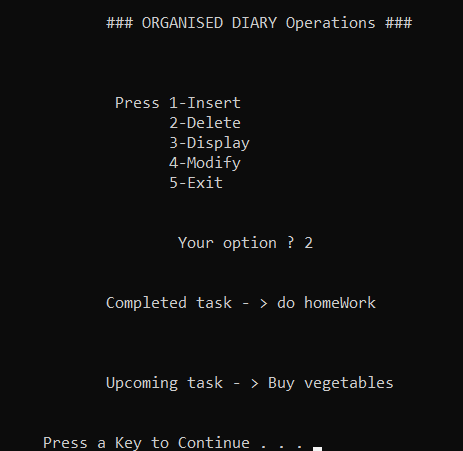 ### ORGANISED DIARY Operations ###
Press 1-Insert
2-Delete
3-Display
4-Modify
5-Exit
Your option ? 2
Completed task - > do homeWork
Upcoming task - > Buy vegetables
Press a Key to Continue . . .